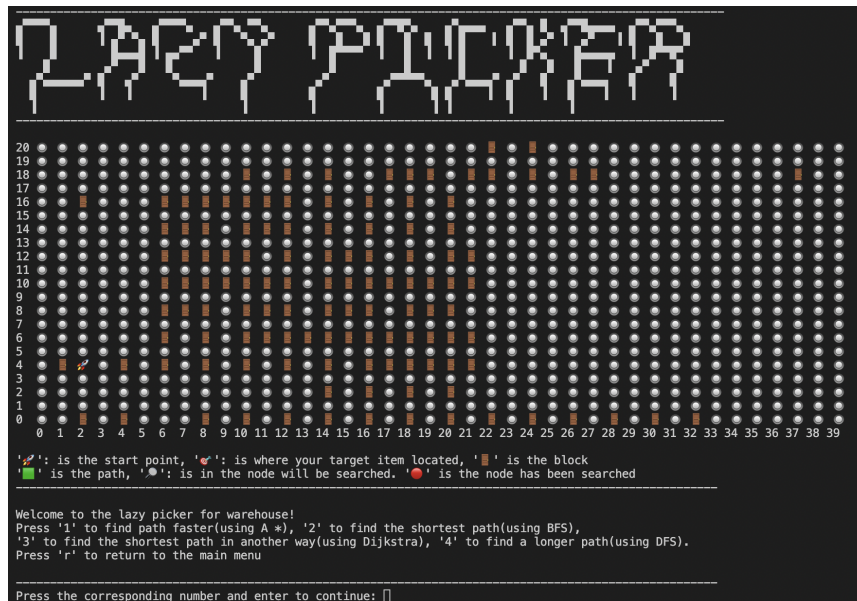 LAZY PICKER
20
19
18
17
16
15
14
13
12
11
10
9
8
7
6
5
4
3
2
1
0
0 1 2 3 4 5 6 7 8 9 10 11 12 13 14 15 16 17 18 19 20 21 22 23 24 25 26 27 28 29 30 31 32 33 34 35 36 37 38 39
'🚀': is the start point, '🎯': is where your target item located, '🚪' is the block
'🟩' is the path, '🔎': is in the node will be searched. '🔴' is the node has been searched
Welcome to the lazy picker for warehouse!
Press '1' to find path faster(using A *), '2' to find the shortest path(using BFS),
'3' to find the shortest path in another way(using Dijkstra), '4' to find a longer path(using DFS).
Press 'r' to return to the main menu
Press the corresponding number and enter to continue: